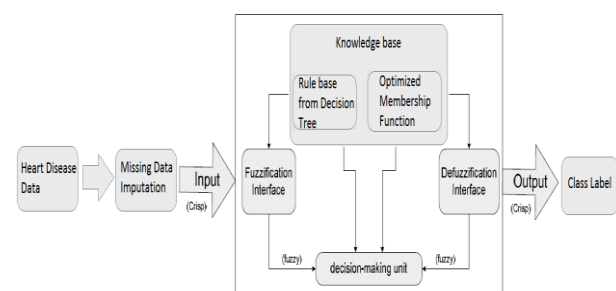 Knowledge base
Rule base
from Decision
Tree
Optimized
Membership
Function
Heart Disease
Data
Missing Data
Imputation
Input
(Crisp)
Fuzzification
Interface
Defuzzification
Interface
Output
(Crisp)
Class Label
(fuzzy)
decision-making unit
(fuzzy)